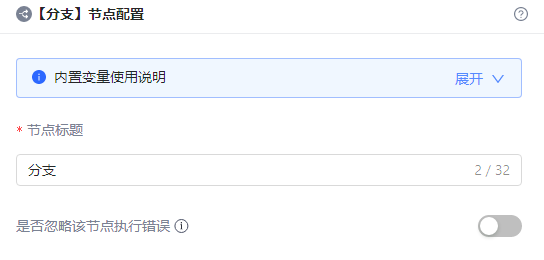 【分支】节点配置
内置变量使用说明 展开
* 节点标题
分支 2 / 32
是否忽略该节点执行错误